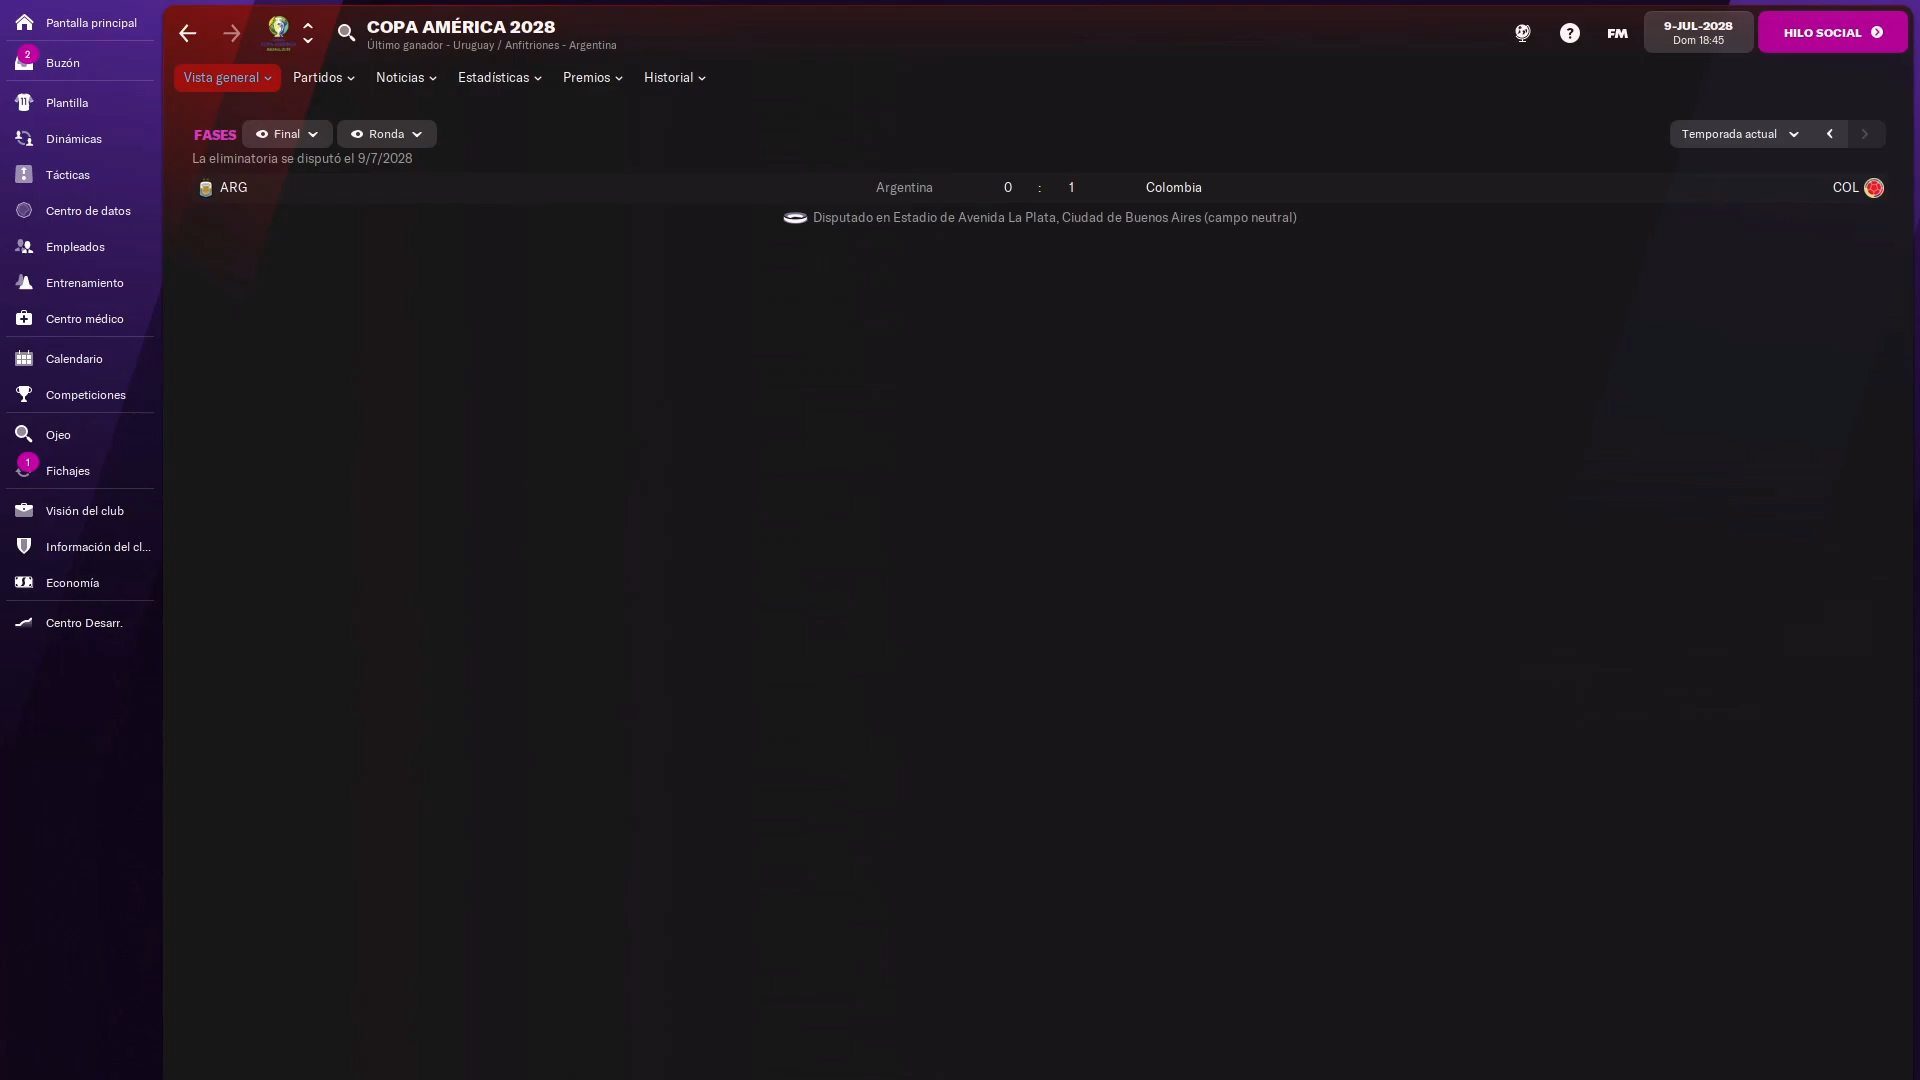 Pantalla principal
2
Buzón
11
Plantilla
Dinámicas
Tácticas
Centro de datos
Empleados
Entrenamiento
Centro médico
Calendario
Competiciones
Ojeo
1
Fichajes
Visión del club
Información del cl...
Economía
Centro Desarr.
COPA AMÉRICA 2028
Último ganador - Uruguay / Anfitriones - Argentina
?
FM
9-JUL-2028
Dom 18:45
HILO SOCIAL
Vista general
Partidos
Noticias
Estadísticas
Premios
Historial
FASES
Final
Ronda
Temporada actual
La eliminatoria se disputó el 9/7/2028
ARG Argentina 0 : 1 Colombia COL
Disputado en Estadio de Avenida La Plata, Ciudad de Buenos Aires (campo neutral)